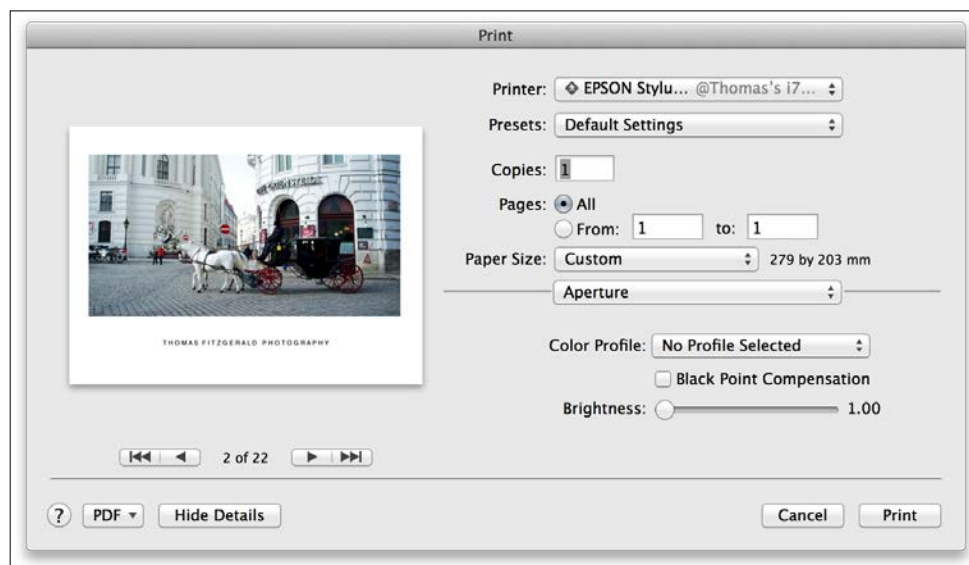 Print
Printer: EPSON Stylu... @Thomas's i7...
Presets: Default Settings
Copies: 1
Pages: All
From: 1 to: 1
Paper Size: Custom 279 by 203 mm
Aperture
THOMAS FITZGERALD PHOTOGRAPHY
Color Profile: No Profile Selected
Black Point Compensation
Brightness: 1.00
2 of 22
? PDF Hide Details Cancel Print